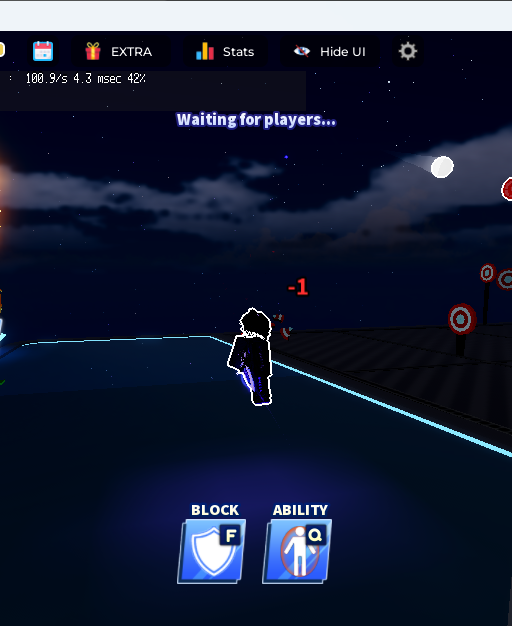 EXTRA
Stats
Hide UI
: 100.9/s 4.3 msec 42%
Waiting for players...
-1
BLOCK
ABILITY
F
Q